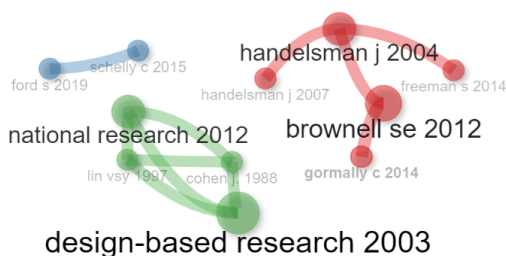 handelsman j 2004
schelly c 2015
ford s 2019
freeman s 2014
handelsman j 2007
national research 2012
brownell se 2012
lin vsy 1997
cohen j. 1988
gormally c 2014
design-based research 2003